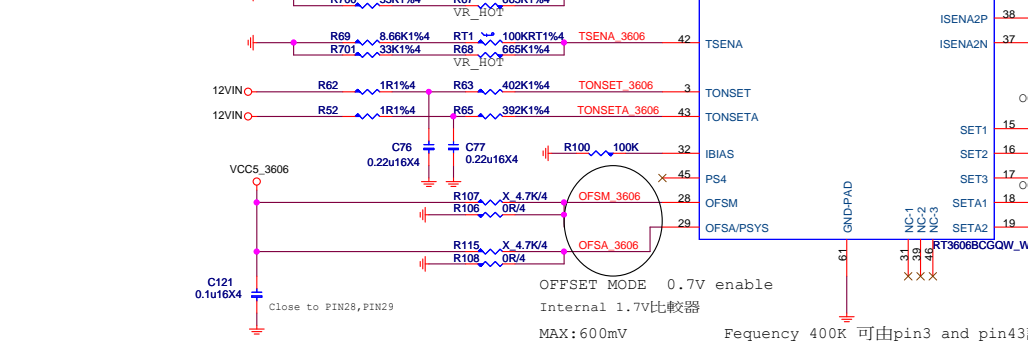 VR_HOT
ISENA2P 38
R69 8.66K1%4 RT1 100KRT1%4 TSENA_3606 42 TSENA
ISENA2N 37
R701 33K1%4 R68 665K1%4
VR_HOT
12VIN R62 1R1%4 R63 402K1%4 TONSET_3606 3 TONSET
12VIN R52 1R1%4 R65 392K1%4 TONSETA_3606 43 TONSETA
SET1 15
C76 0.22u16X4
C77 0.22u16X4
R100 100K 32 IBIAS
SET2 16
VCC5_3606
45 PS4
SET3 17
R107 X_4.7K/4 OFSM_3606 28 OFSM
SETA1 18
R106 0R/4
29 OFSA/PSYS
SETA2 19
GND-PAD 61
NC-1 31
NC-2 39
NC-3 46
RT3606BCGQW_W
R115 X_4.7K/4 OFSA_3606
R108 0R/4
C121
0.1u16X4
Close to PIN28,PIN29
OFFSET MODE 0.7V enable
Internal 1.7V比較器
MAX:600mV
Fequency 400K 可由pin3 and pin43